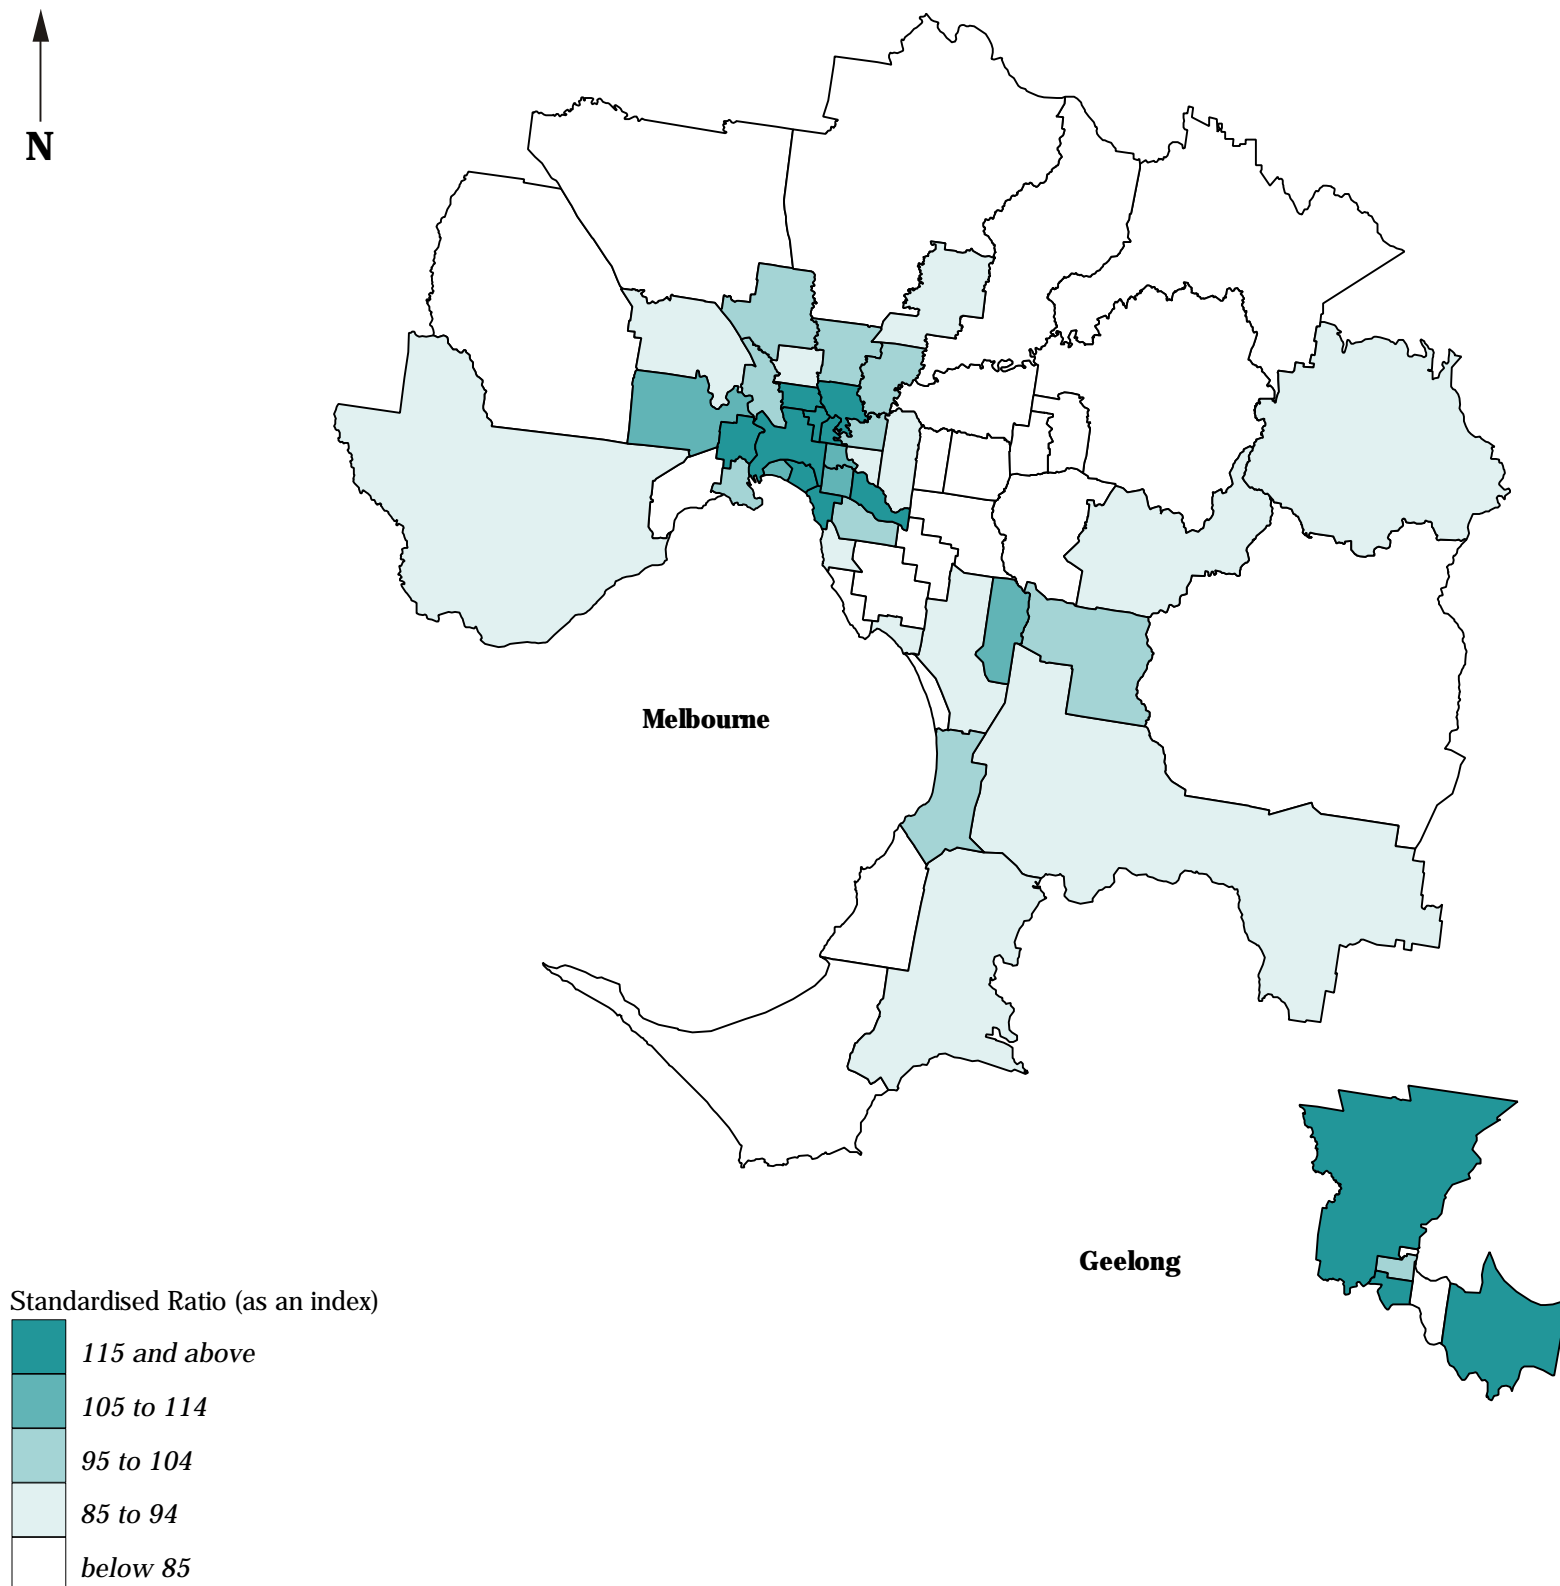 N
Melbourne
Geelong
Standardised Ratio (as an index)
115 and above
105 to 114
95 to 104
85 to 94
below 85